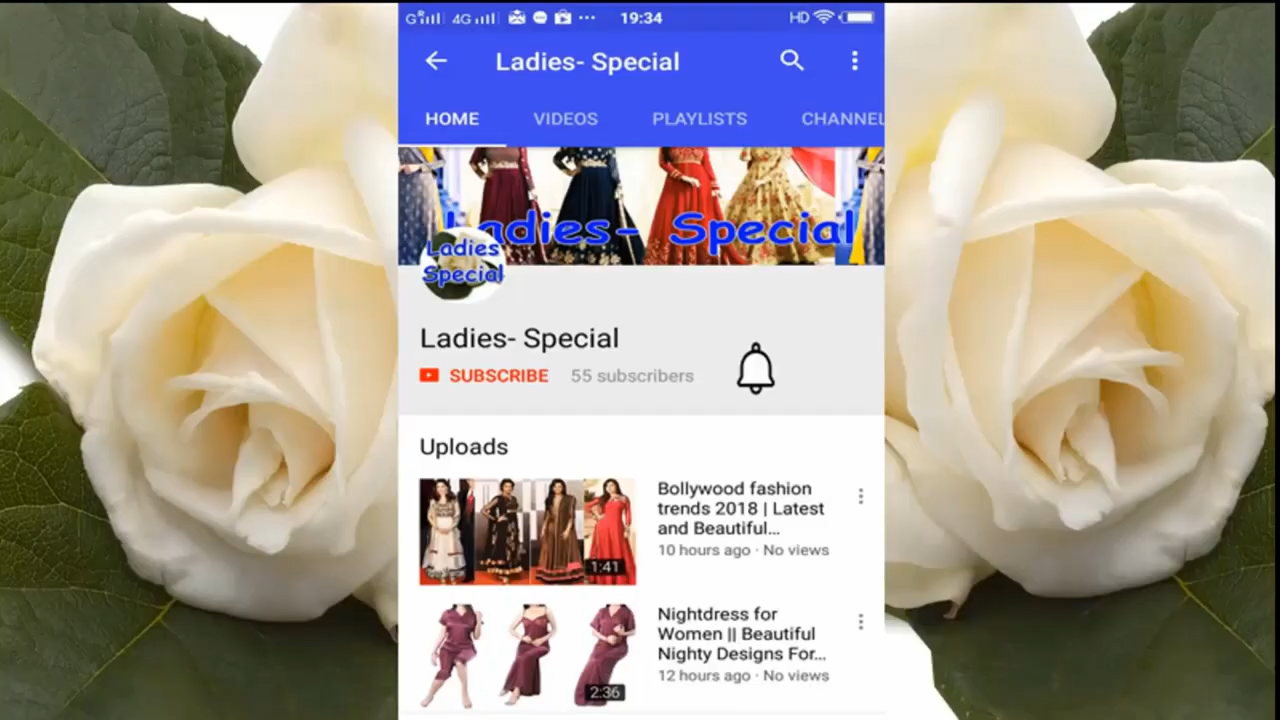 G 4G 19:34 HD
Ladies- Special
HOME VIDEOS PLAYLISTS CHANNEL
Ladies- Special
Ladies
Special
Ladies- Special
SUBSCRIBE 55 subscribers
Uploads
Bollywood fashion
trends 2018 | Latest
and Beautiful...
10 hours ago · No views
1:41
Nightdress for
Women || Beautiful
Nighty Designs For...
12 hours ago · No views
2:36